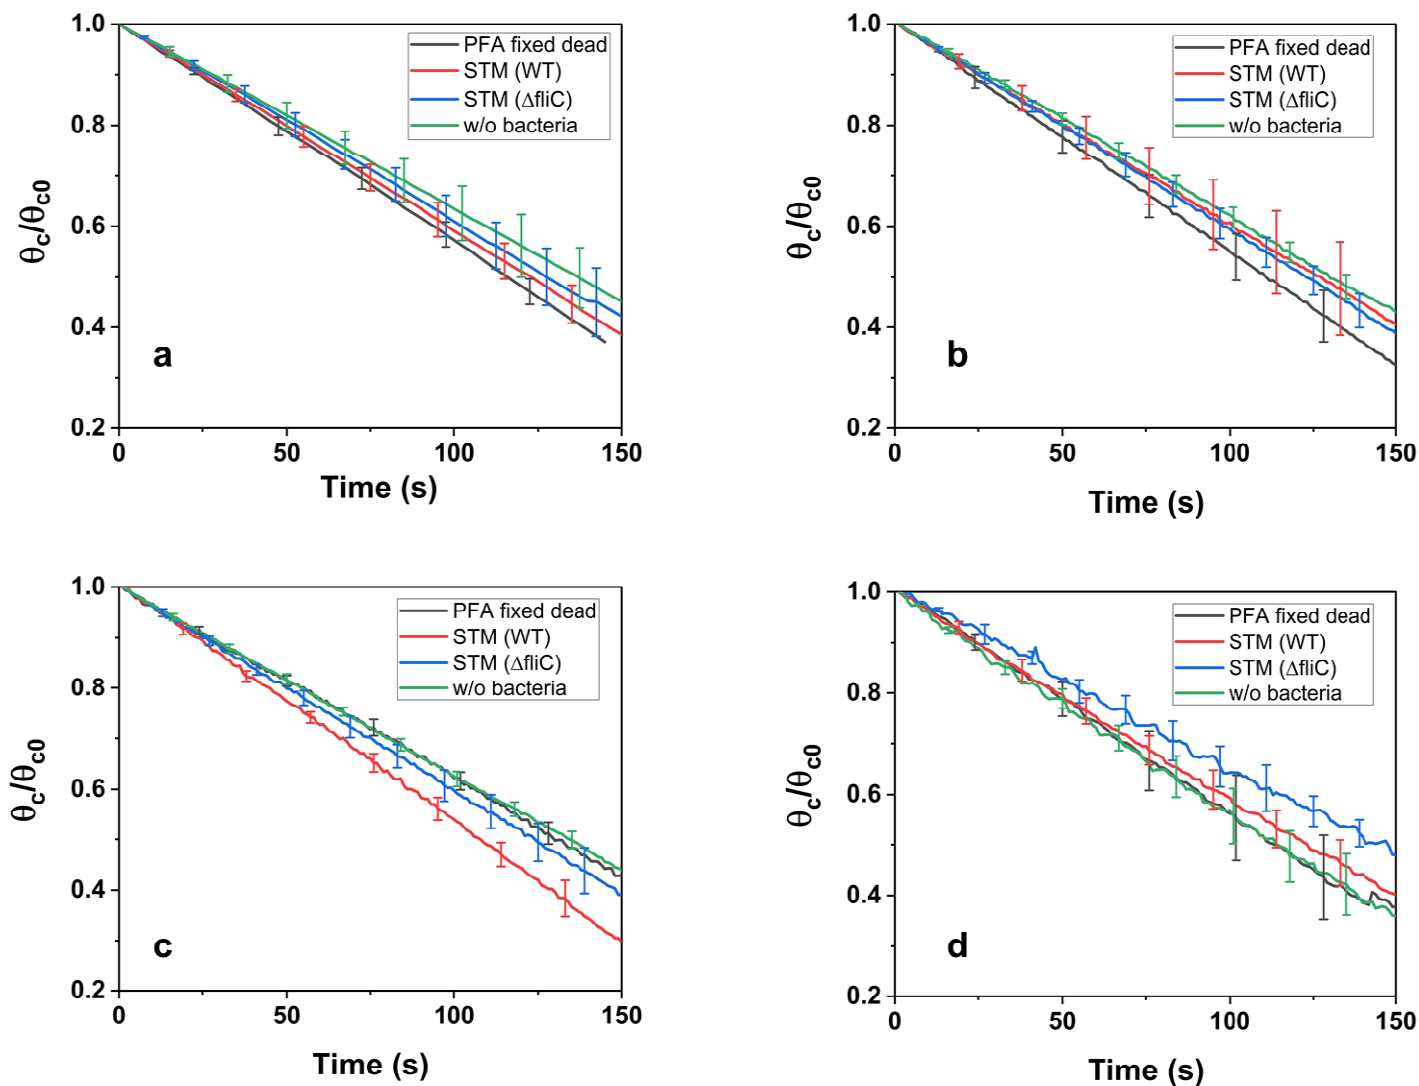 1.0
0.8
0.6
0.4
0.2
0
50
100
150
θc/θc0
Time (s)
PFA fixed dead
STM (WT)
STM (ΔfliC)
w/o bacteria
a
1.0
0.8
0.6
0.4
0.2
0
50
100
150
θc/θc0
Time (s)
PFA fixed dead
STM (WT)
STM (ΔfliC)
w/o bacteria
b
1.0
0.8
0.6
0.4
0.2
0
50
100
150
θc/θc0
Time (s)
PFA fixed dead
STM (WT)
STM (ΔfliC)
w/o bacteria
c
1.0
0.8
0.6
0.4
0.2
0
50
100
150
θc/θc0
Time (s)
PFA fixed dead
STM (WT)
STM (ΔfliC)
w/o bacteria
d